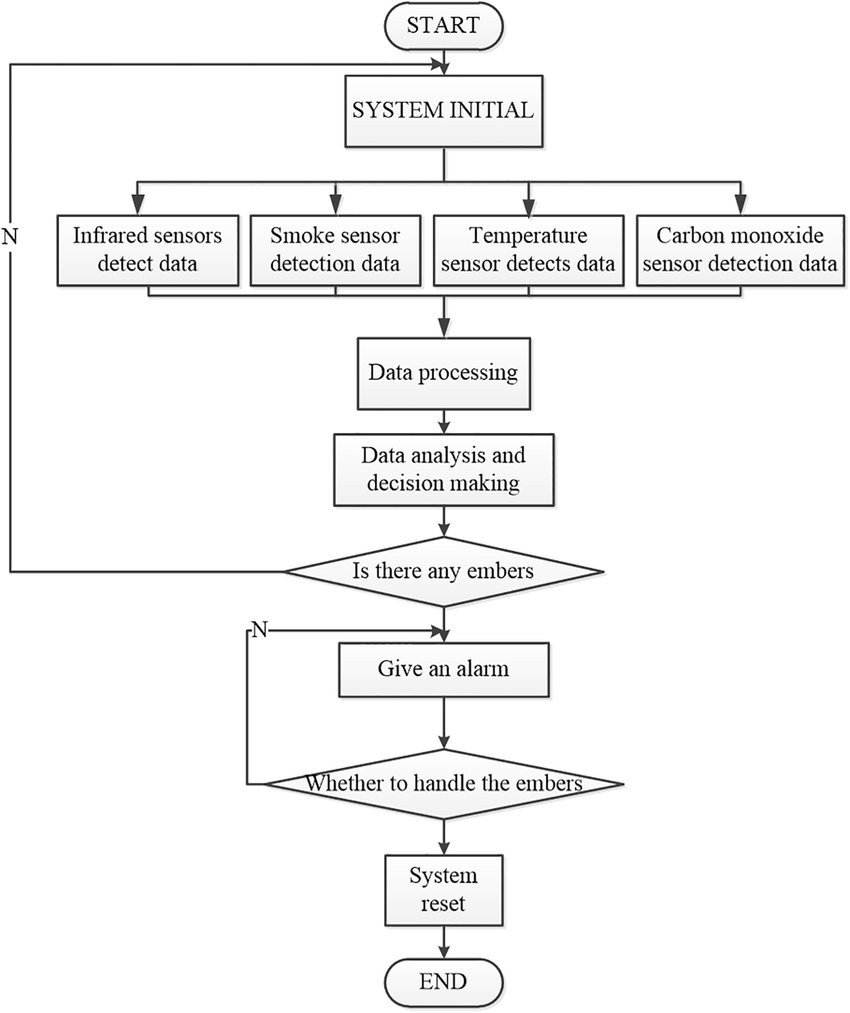 START
SYSTEM INITIAL
N
Infrared sensors
detect data
Smoke sensor
detection data
Temperature
sensor detects data
Carbon monoxide
sensor detection data
Data processing
Data analysis and
decision making
Is there any embers
N
Give an alarm
Whether to handle the embers
System
reset
END